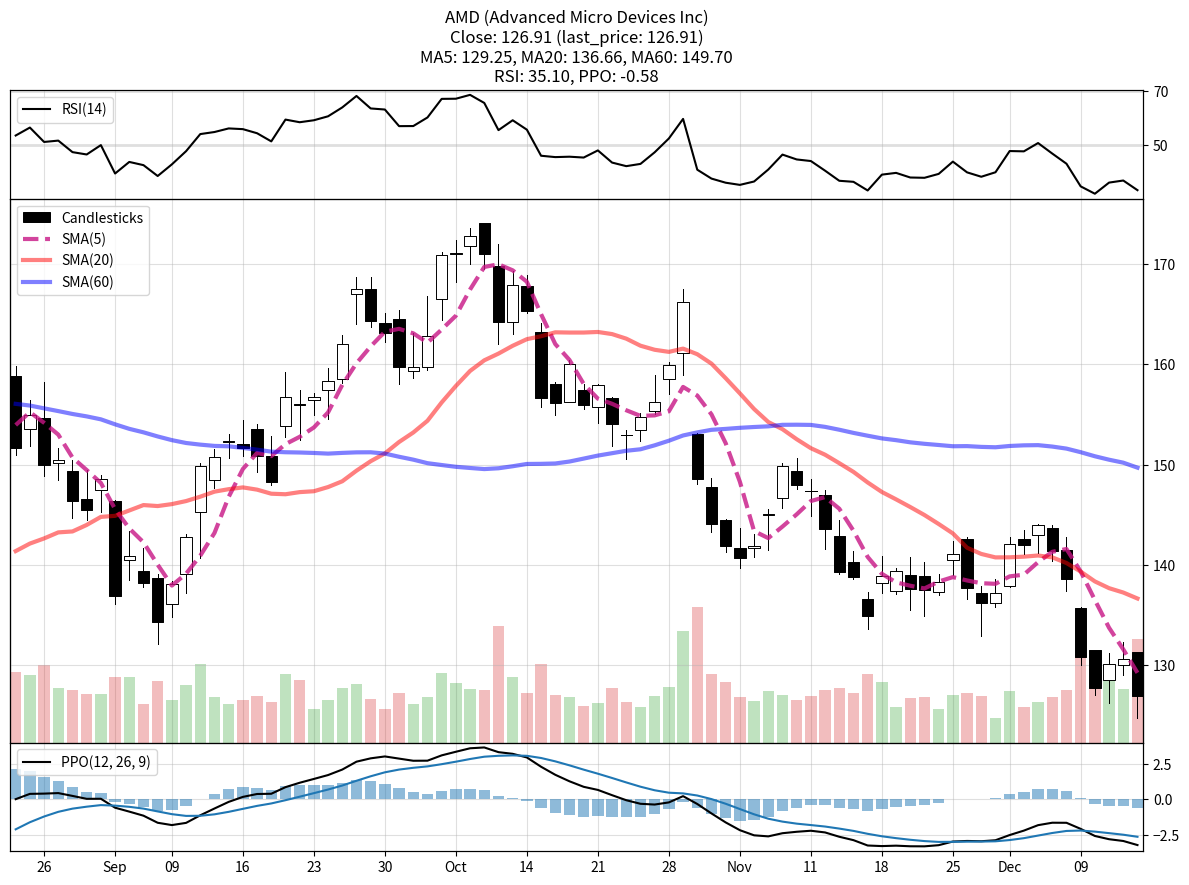 AMD (Advanced Micro Devices Inc)
Close: 126.91 (last_price: 126.91)
MA5: 129.25, MA20: 136.66, MA60: 149.70
RSI: 35.10, PPO: -0.58
RSI(14)
70
50
Candlesticks
SMA(5)
SMA(20)
SMA(60)
170
160
150
140
130
PPO(12, 26, 9)
2.5
0.0
−2.5
26 Sep 09 16 23 30 Oct 14 21 28 Nov 11 18 25 Dec 09